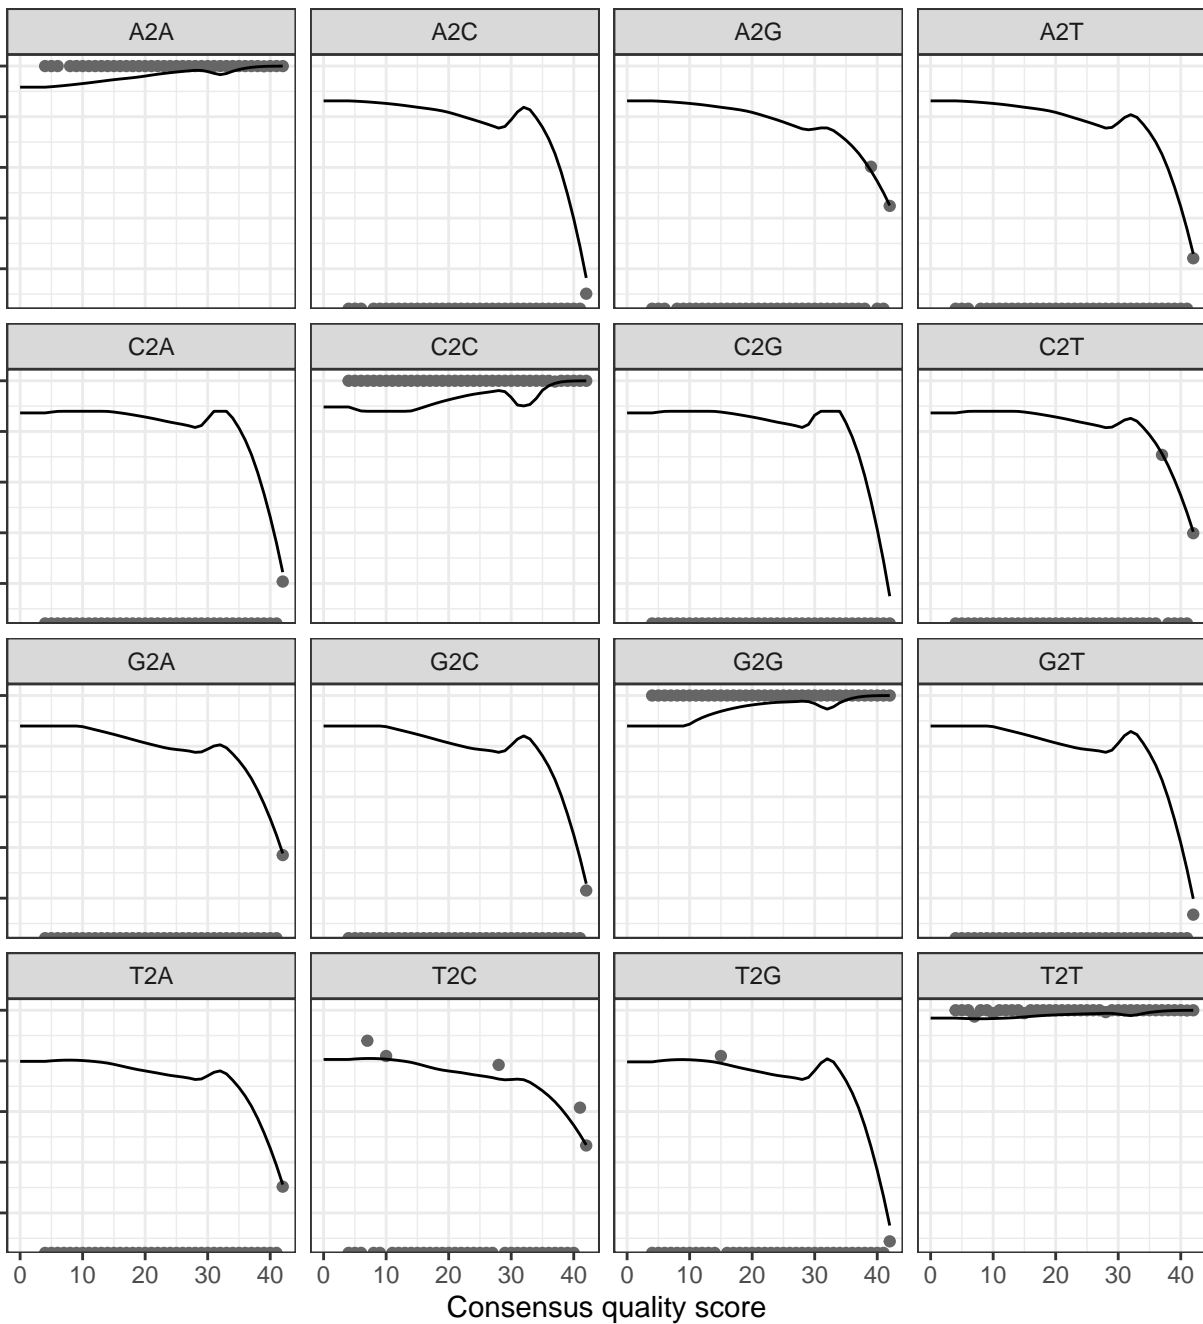 A2A A2C A2G A2T
C2A C2C C2G C2T
G2A G2C G2G G2T
T2A T2C T2G T2T
0 10 20 30 40 0 10 20 30 40 0 10 20 30 40 0 10 20 30 40
Consensus quality score